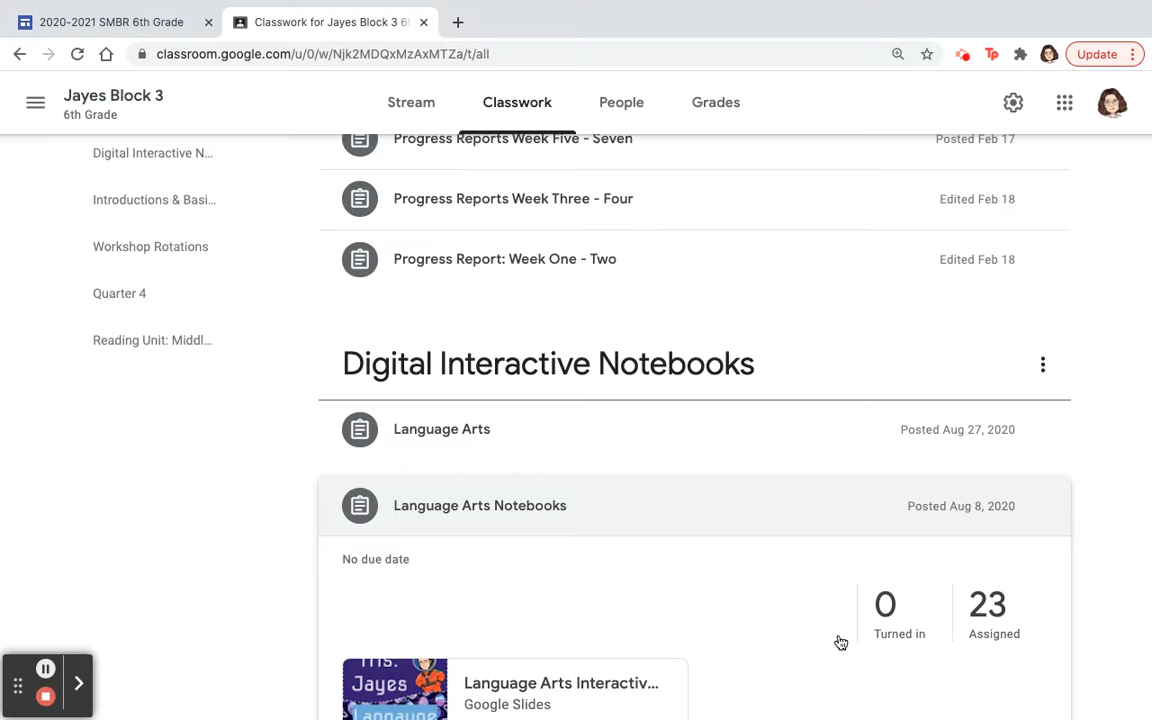 2020-2021 SMBR 6th Grade
Classwork for Jayes Block 3 6
classroom.google.com/u/0/w/Njk2MDQxMzAxMTZa/t/all
Update
Jayes Block 3
6th Grade
Stream
Classwork
People
Grades
Digital Interactive N...
Introductions & Basi...
Workshop Rotations
Quarter 4
Reading Unit: Middl...
Progress Reports Week Five - Seven
Posted Feb 17
Progress Reports Week Three - Four
Edited Feb 18
Progress Report: Week One - Two
Edited Feb 18
Digital Interactive Notebooks
Language Arts
Posted Aug 27, 2020
Language Arts Notebooks
Posted Aug 8, 2020
No due date
0
Turned in
23
Assigned
Ms.
Jayes
Language
Language Arts Interactiv...
Google Slides